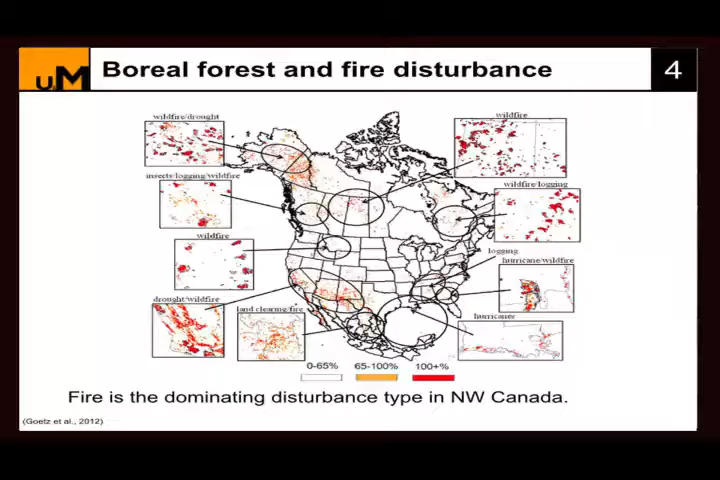 UM
Boreal forest and fire disturbance
4
wildfire/drought
wildfire
insects/logging/wildfire
wildfire/logging
wildfire
logging
hurricane/wildfire
drought/wildfire
land clearing/fire
hurricanes
0-65%
65-100%
100+%
Fire is the dominating disturbance type in NW Canada.
(Goetz et al., 2012)